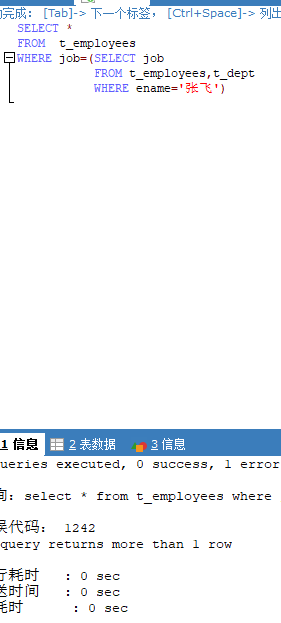 完成: [Tab]-> 下一个标签, [Ctrl+Space]-> 列出
SELECT *
FROM t_employees
WHERE job=(SELECT job
FROM t_employees,t_dept
WHERE ename='张飞')
1 信息 2 表数据 3 信息
ueries executed, 0 success, 1 error
询: select * from t_employees where
误代码: 1242
query returns more than 1 row
行耗时 : 0 sec
送时间 : 0 sec
耗时 : 0 sec